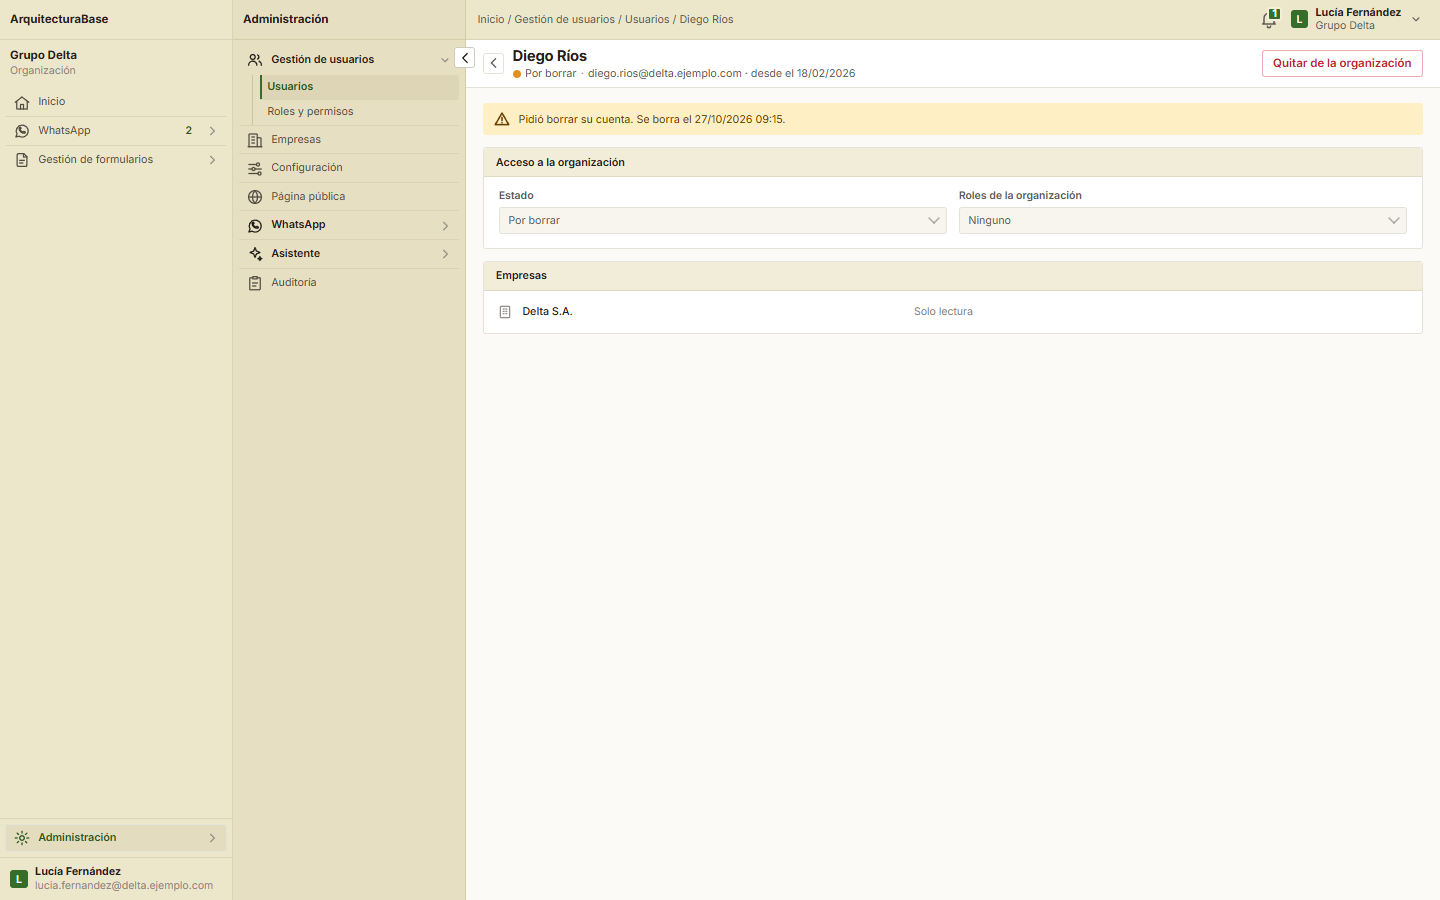 ArquitecturaBase
Grupo Delta
Organización
Inicio
WhatsApp 2
Gestión de formularios
Administración
Lucía Fernández
lucia.fernandez@delta.ejemplo.com
Administración
Gestión de usuarios
Usuarios
Roles y permisos
Empresas
Configuración
Página pública
WhatsApp
Asistente
Auditoría
Inicio / Gestión de usuarios / Usuarios / Diego Ríos
1
L
Lucía Fernández
Grupo Delta
Diego Ríos
Por borrar · diego.rios@delta.ejemplo.com · desde el 18/02/2026
Quitar de la organización
Pidió borrar su cuenta. Se borra el 27/10/2026 09:15.
Acceso a la organización
Estado
Por borrar
Roles de la organización
Ninguno
Empresas
Delta S.A. Solo lectura
L